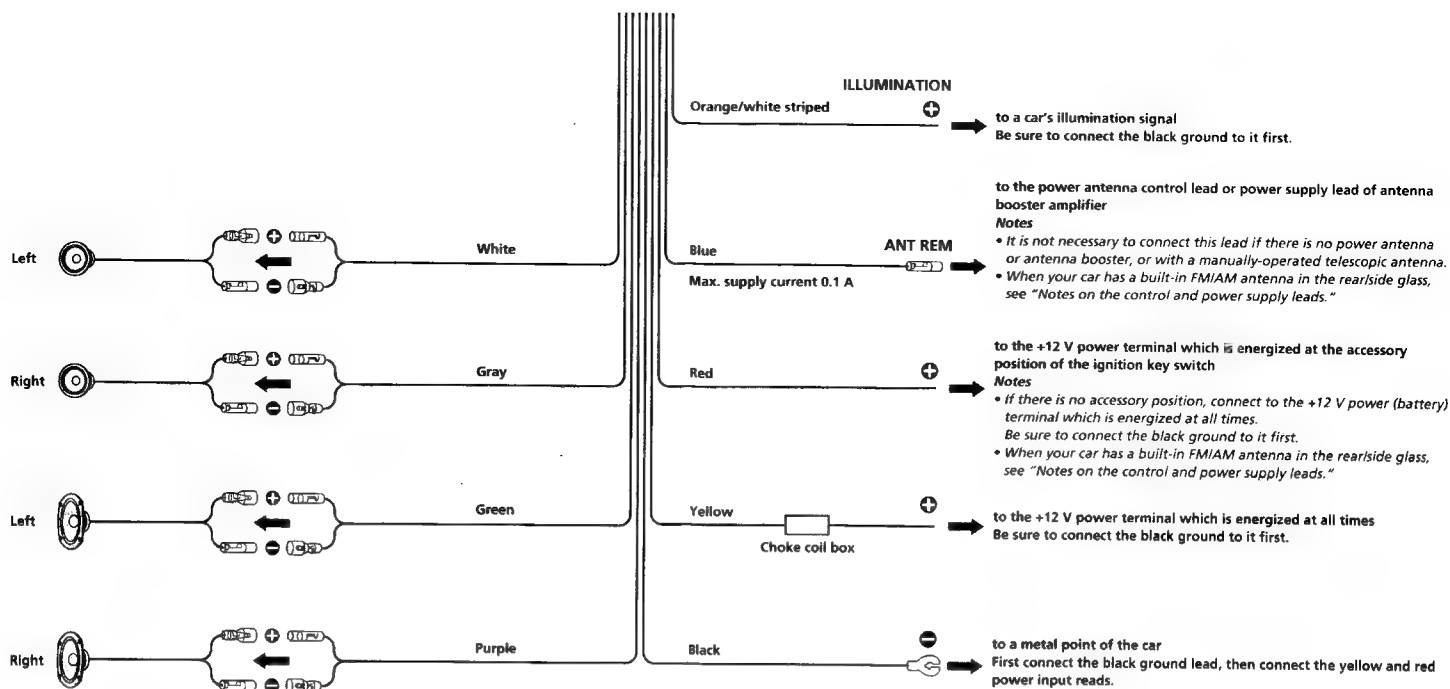 ILLUMINATION
Orange/white striped
to a car's illumination signal
Be sure to connect the black ground to it first.
to the power antenna control lead or power supply lead of antenna
booster amplifier
Notes
• It is not necessary to connect this lead if there is no power antenna
or antenna booster, or with a manually-operated telescopic antenna.
• When your car has a built-in FM/AM antenna in the rear/side glass,
see "Notes on the control and power supply leads."
Left
White
Blue
ANT REM
Max. supply current 0.1 A
to the +12 V power terminal which is energized at the accessory
position of the ignition key switch
Notes
• If there is no accessory position, connect to the +12 V power (battery)
terminal which is energized at all times.
Be sure to connect the black ground to it first.
• When your car has a built-in FM/AM antenna in the rear/side glass,
see "Notes on the control and power supply leads."
Right
Gray
Red
Left
Green
Yellow
Choke coil box
to the +12 V power terminal which is energized at all times
Be sure to connect the black ground to it first.
Right
Purple
Black
to a metal point of the car
First connect the black ground lead, then connect the yellow and red
power input reads.